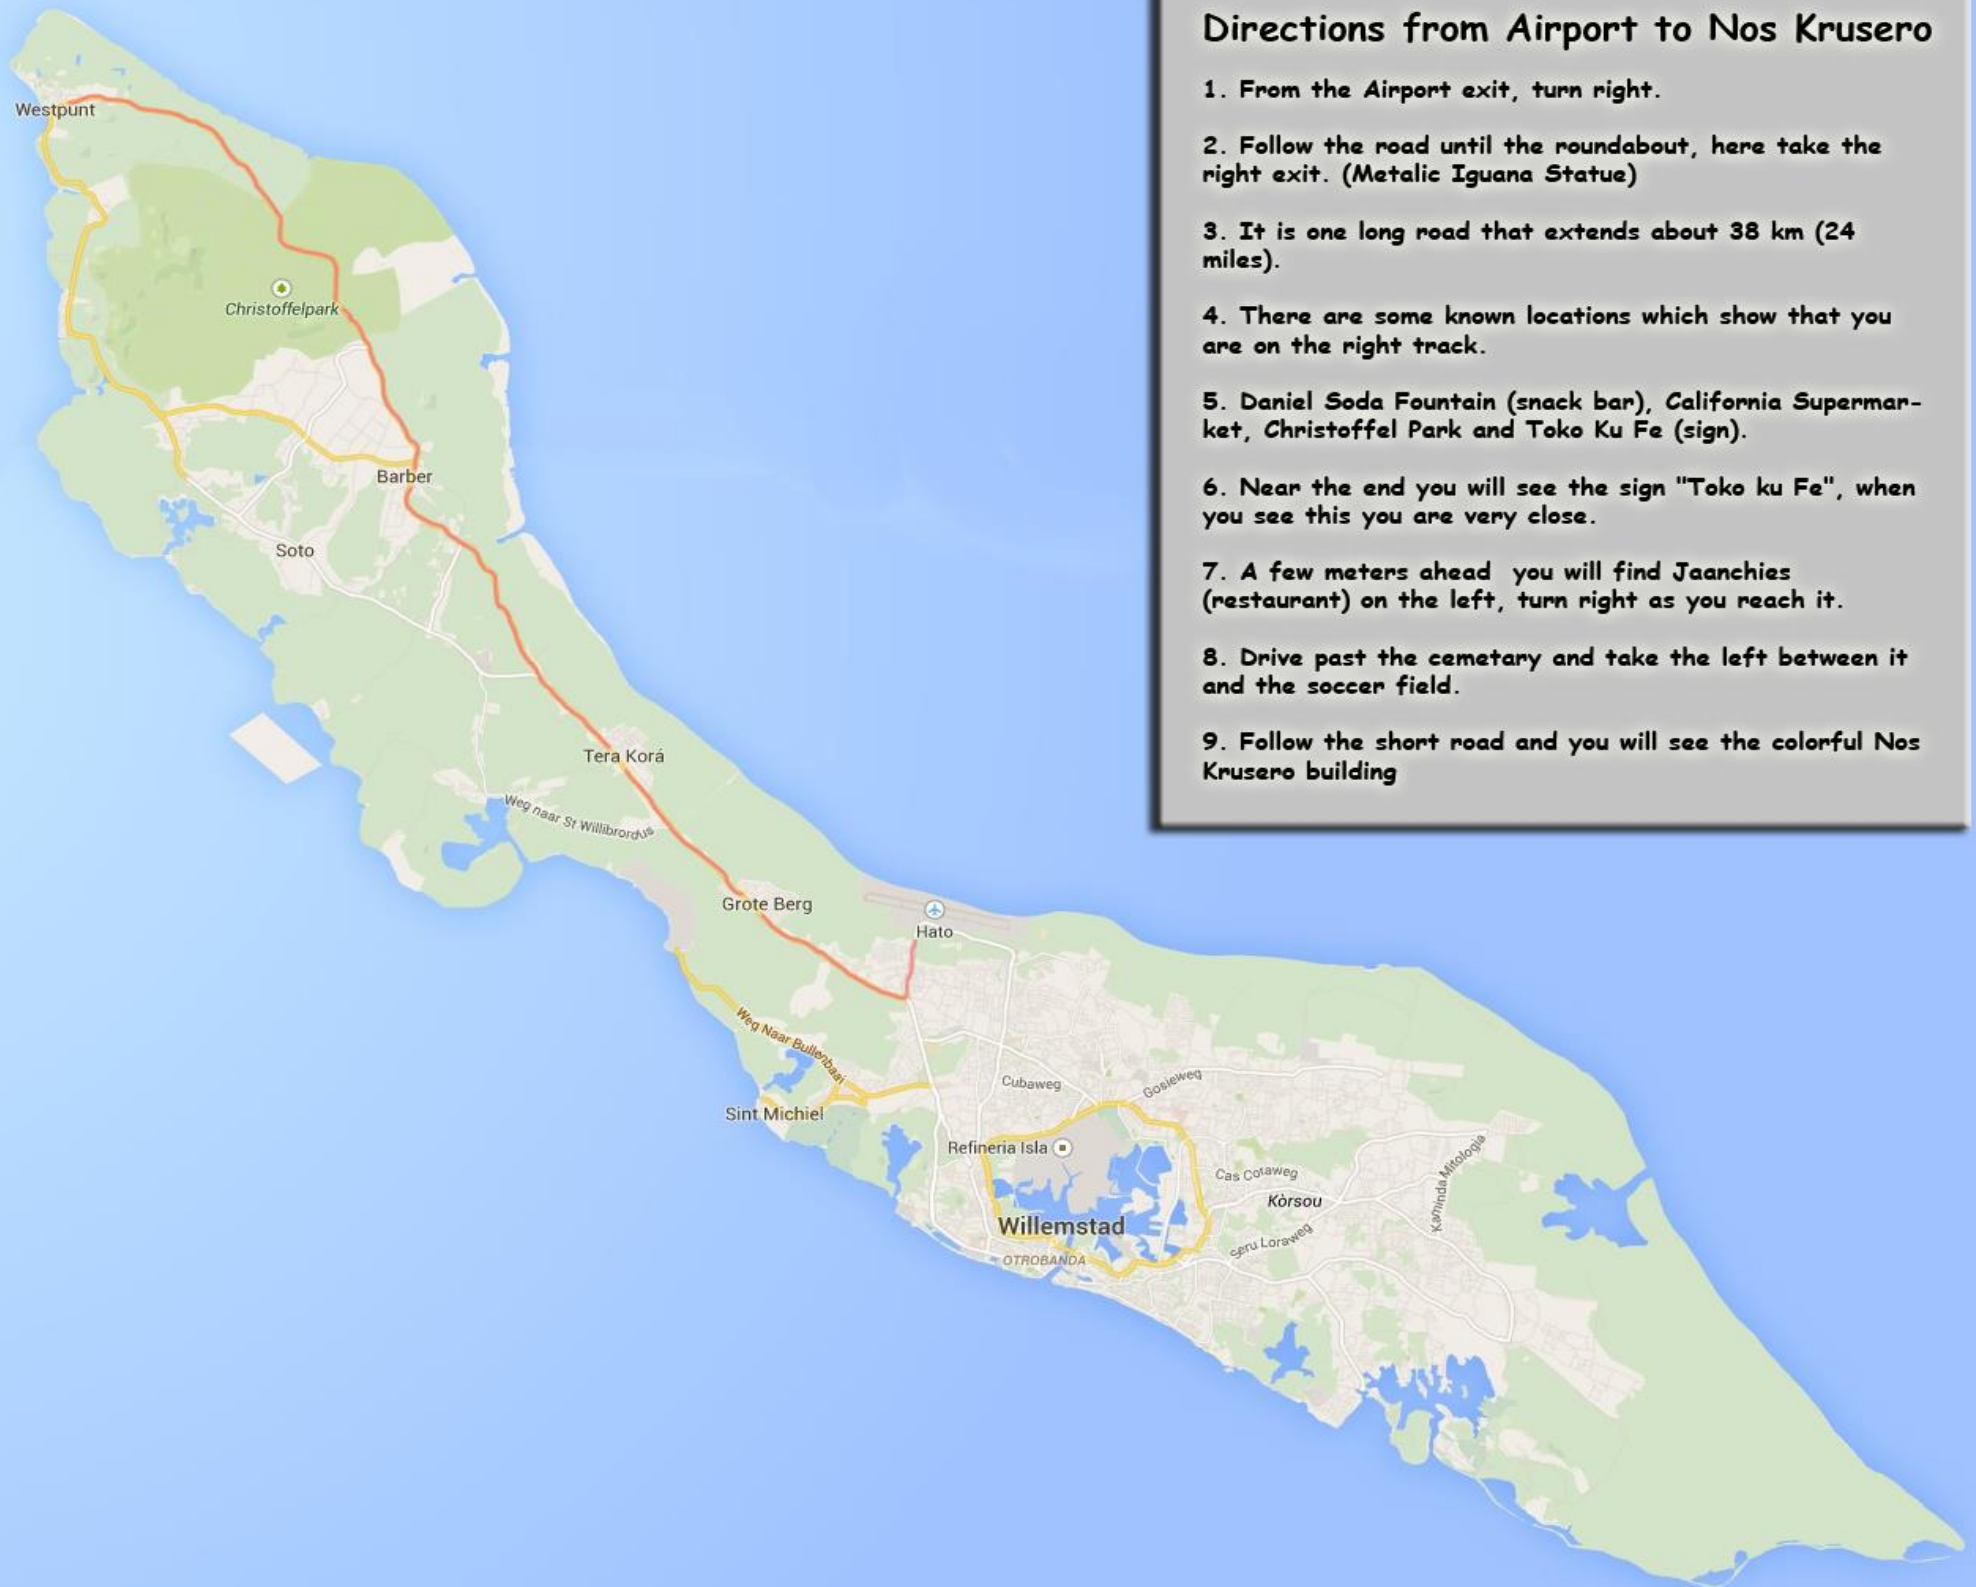 Directions from Airport to Nos Krusero
1. From the Airport exit, turn right.
2. Follow the road until the roundabout, here take the
right exit. (Metalic Iguana Statue)
3. It is one long road that extends about 38 km (24
miles).
4. There are some known locations which show that you
are on the right track.
5. Daniel Soda Fountain (snack bar), California Supermar-
ket, Christoffel Park and Toko Ku Fe (sign).
6. Near the end you will see the sign "Toko ku Fe", when
you see this you are very close.
7. A few meters ahead  you will find Jaanchies
(restaurant) on the left, turn right as you reach it.
8. Drive past the cemetary and take the left between it
and the soccer field.
9. Follow the short road and you will see the colorful Nos
Krusero building
Westpunt
Christoffelpark
Barber
Soto
Tera Korá
Weg naar St Willibrordus
Grote Berg
Hato
Weg Naar Bullenbaai
Cubaweg
Gosieweg
Sint Michiel
Refineria Isla
Kaminda Mitologia
Cas Coraweg
Kòrsou
Willemstad
Seru Loraweg
OTROBANDA